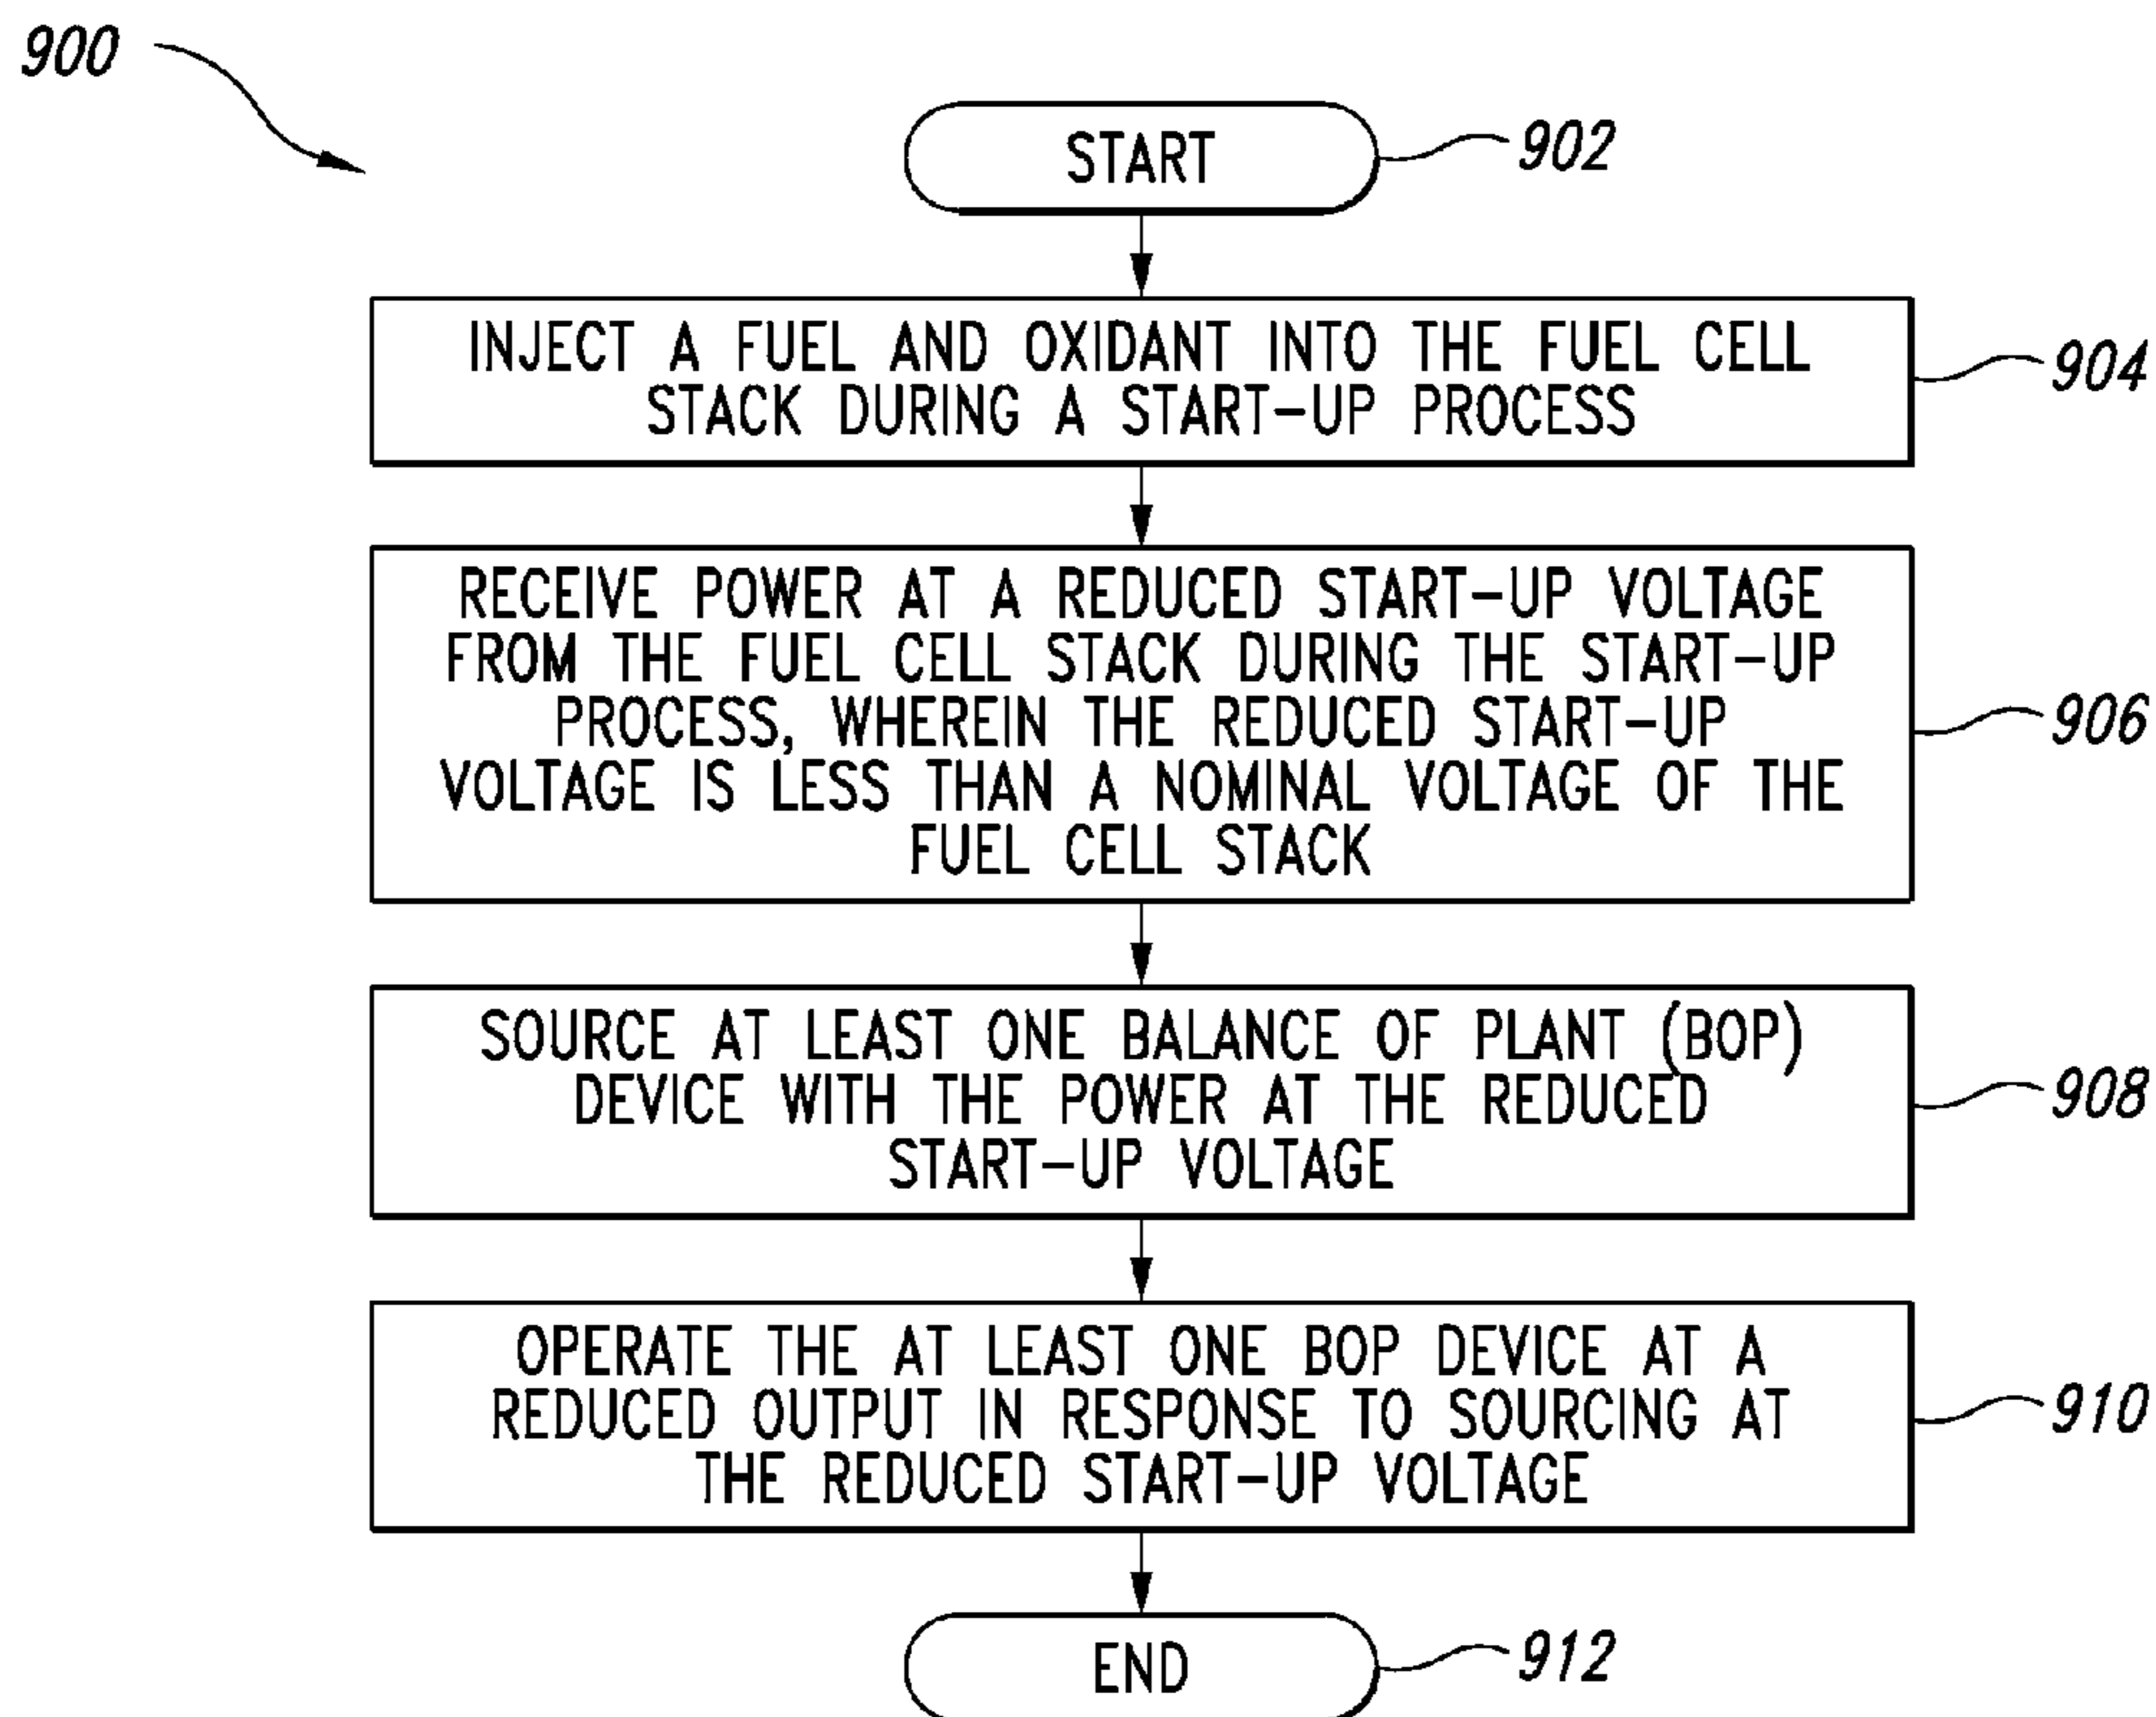 900
START
902
INJECT A FUEL AND OXIDANT INTO THE FUEL CELL
STACK DURING A START-UP PROCESS
904
RECEIVE POWER AT A REDUCED START-UP VOLTAGE
FROM THE FUEL CELL STACK DURING THE START-UP
PROCESS, WHEREIN THE REDUCED START-UP
VOLTAGE IS LESS THAN A NOMINAL VOLTAGE OF THE
FUEL CELL STACK
906
SOURCE AT LEAST ONE BALANCE OF PLANT (BOP)
DEVICE WITH THE POWER AT THE REDUCED
START-UP VOLTAGE
908
OPERATE THE AT LEAST ONE BOP DEVICE AT A
REDUCED OUTPUT IN RESPONSE TO SOURCING AT
THE REDUCED START-UP VOLTAGE
910
END
912